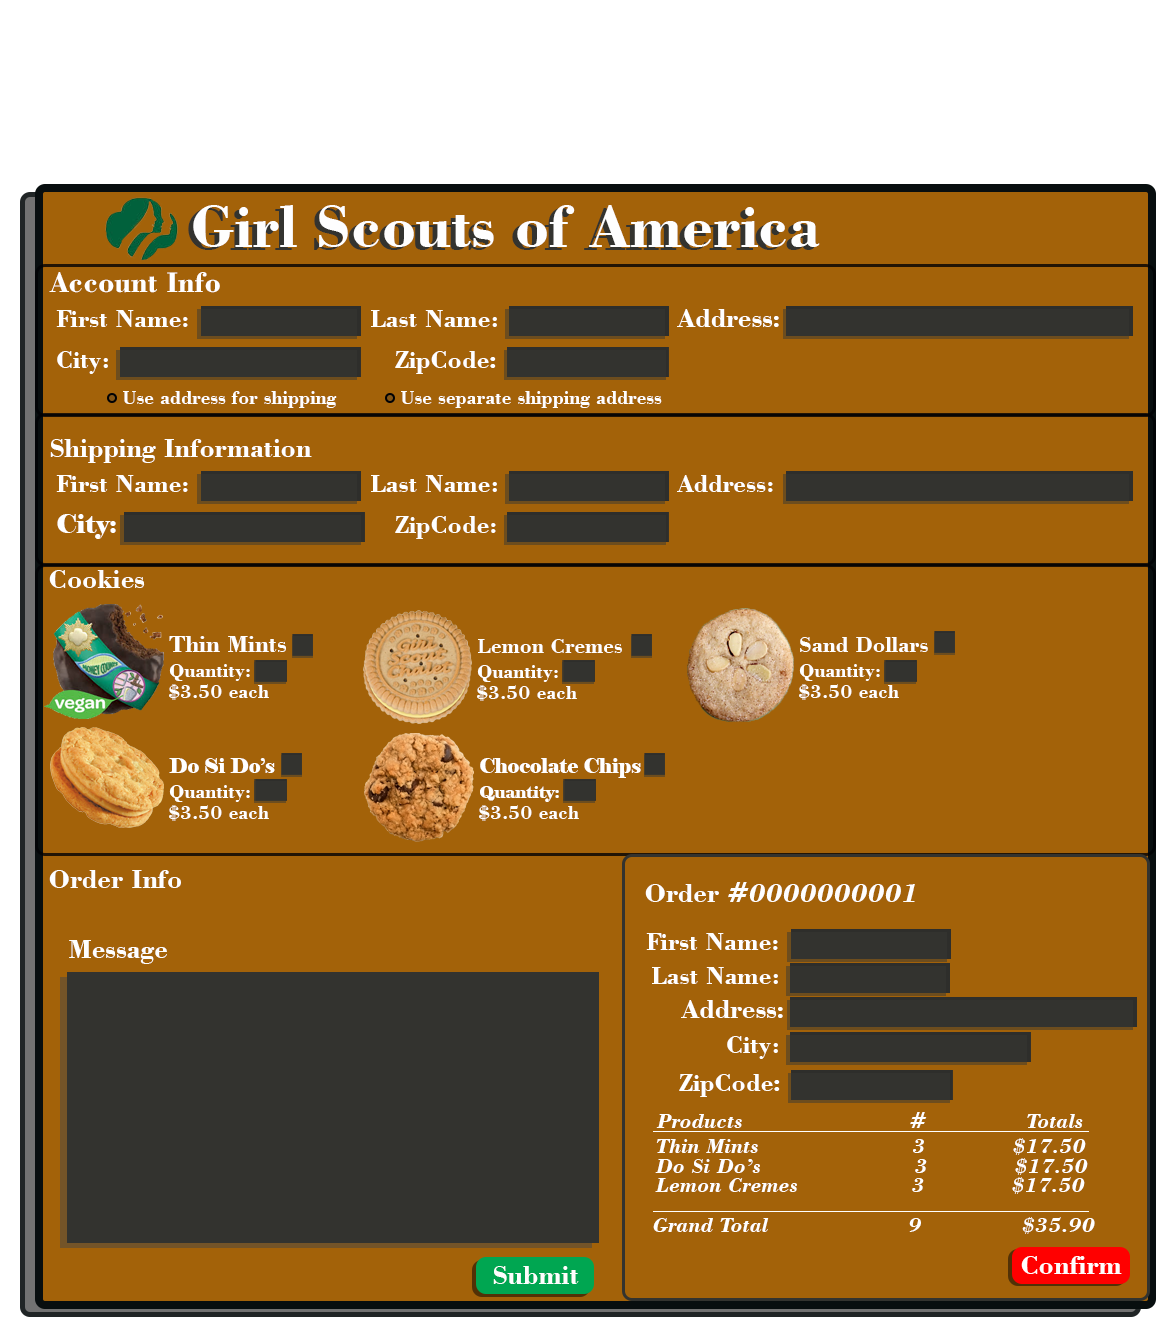 Girl Scouts of America
Account Info
First Name: Last Name: Address:
City: ZipCode:
Use address for shipping Use separate shipping address
Shipping Information
First Name: Last Name: Address:
City: ZipCode:
Cookies
Thin Mints
Quantity:
$3.50 each
vegan
Lemon Cremes
Quantity:
$3.50 each
Sand Dollars
Quantity:
$3.50 each
Do Si Do's
Quantity:
$3.50 each
Chocolate Chips
Quantity:
$3.50 each
Order Info
Message
Submit
Order #0000000001
First Name:
Last Name:
Address:
City:
ZipCode:
Products # Totals
Thin Mints 3 $17.50
Do Si Do's 3 $17.50
Lemon Cremes 3 $17.50
Grand Total 9 $35.90
Confirm